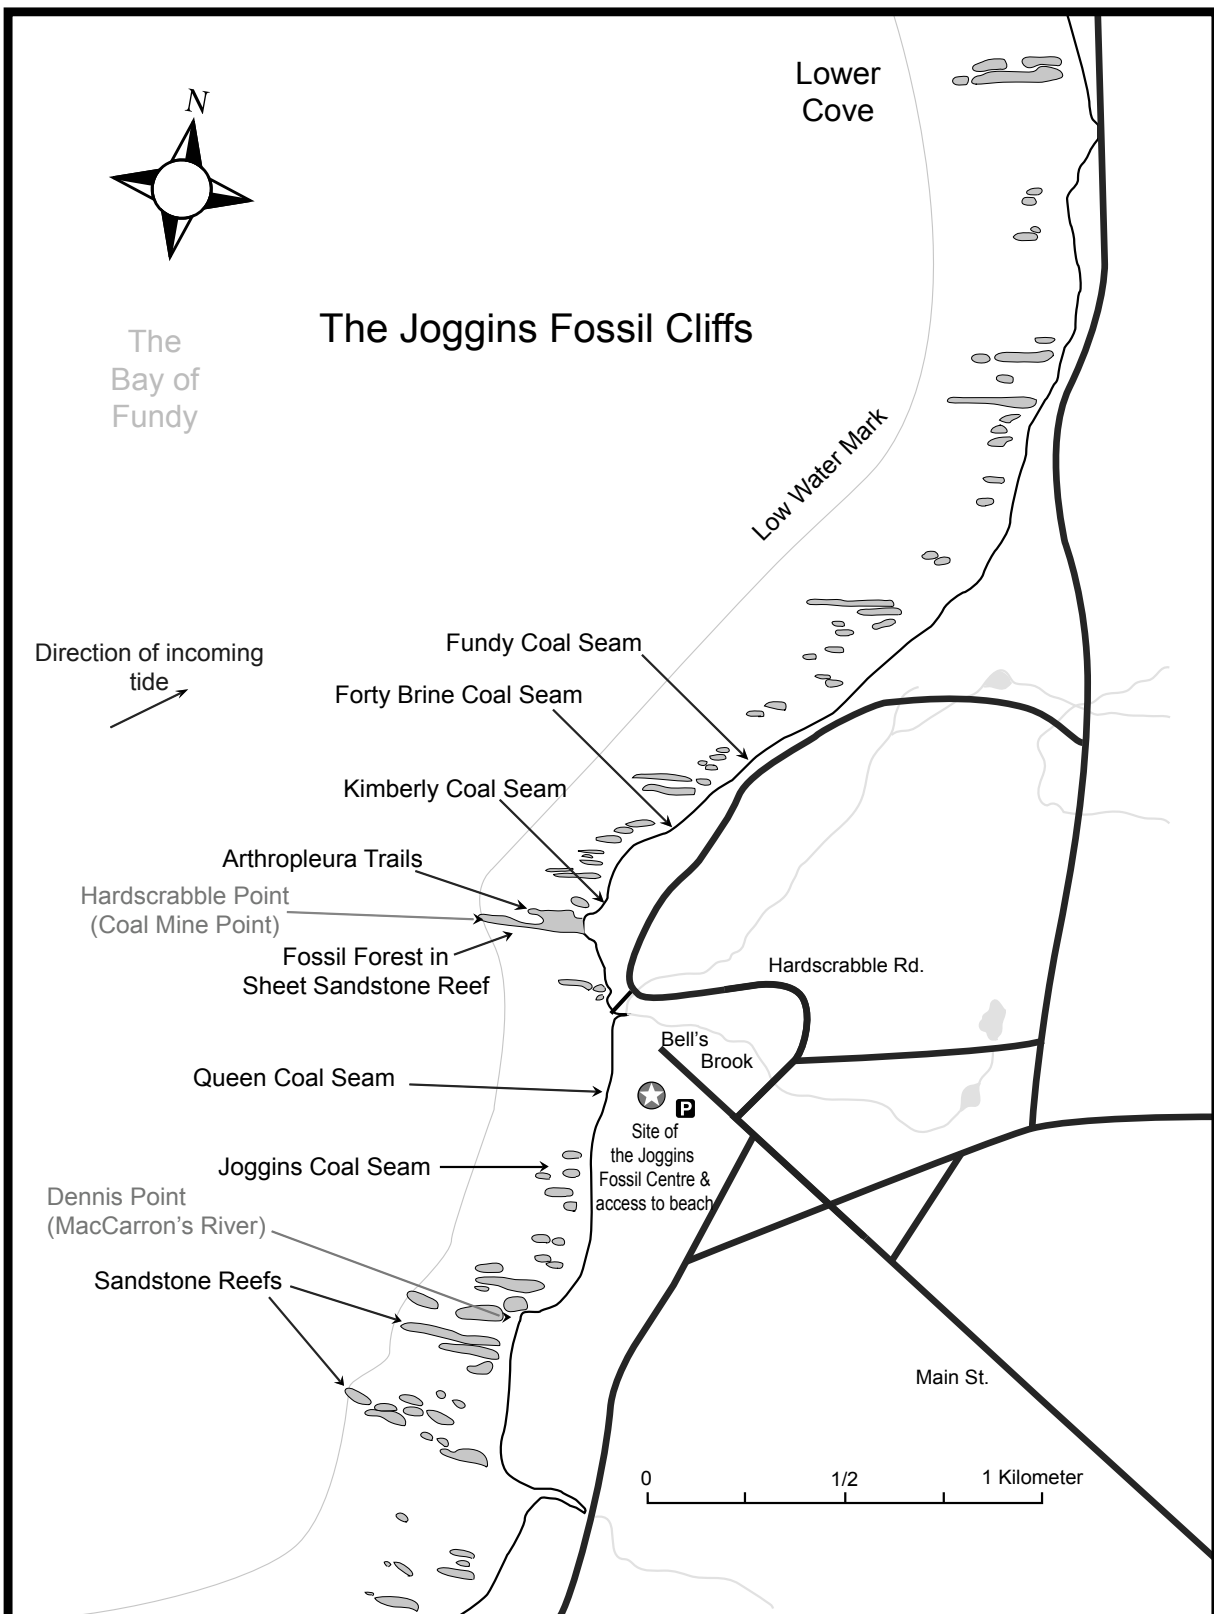 Lower
Cove
N
The Joggins Fossil Cliffs
The
Bay of
Fundy
Low Water Mark
Direction of incoming
tide
Fundy Coal Seam
Forty Brine Coal Seam
Kimberly Coal Seam
Arthropleura Trails
Hardscrabble Point
(Coal Mine Point)
Fossil Forest in
Sheet Sandstone Reef
Hardscrabble Rd.
Bell's
Brook
Queen Coal Seam
P
Site of
the Joggins
Fossil Centre &
access to beach
Joggins Coal Seam
Dennis Point
(MacCarron's River)
Sandstone Reefs
Main St.
0 1/2 1 Kilometer